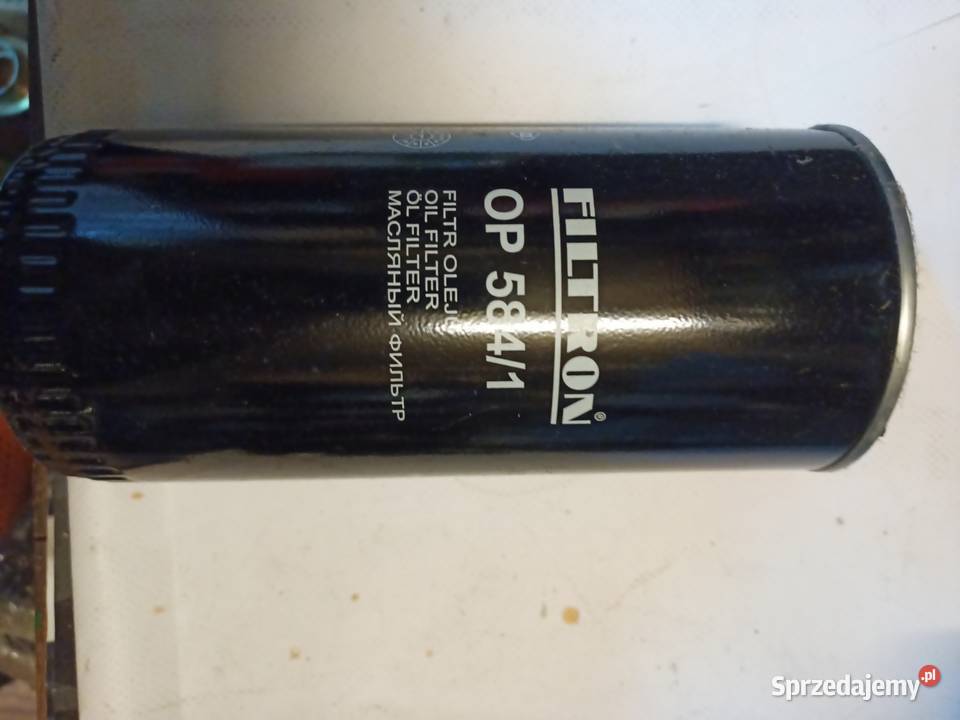 FILTRON®
OP 584/1
FILTR OLEJU
OIL FILTER
ÖL FILTER
МАСЛЯНЫЙ ФИЛЬТР
Sprzedajemy.pl